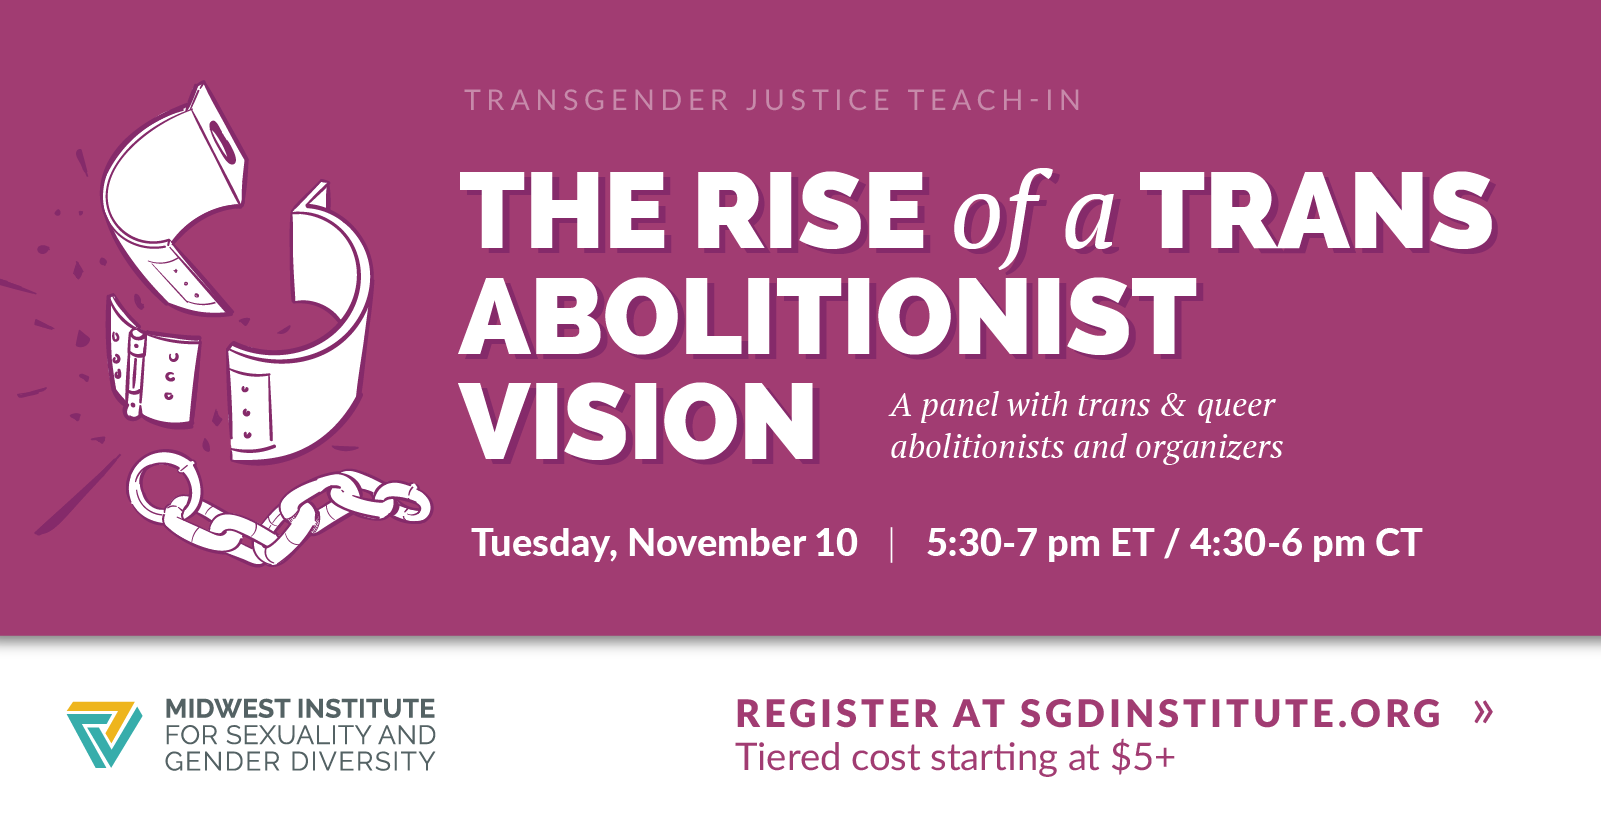 TRANSGENDER JUSTICE TEACH-IN
THE RISE of a TRANS
ABOLITIONIST
VISION
A panel with trans & queer
abolitionists and organizers
Tuesday, November 10 | 5:30-7 pm ET / 4:30-6 pm CT
MIDWEST INSTITUTE
FOR SEXUALITY AND
GENDER DIVERSITY
REGISTER AT SGDINSTITUTE.ORG »
Tiered cost starting at $5+